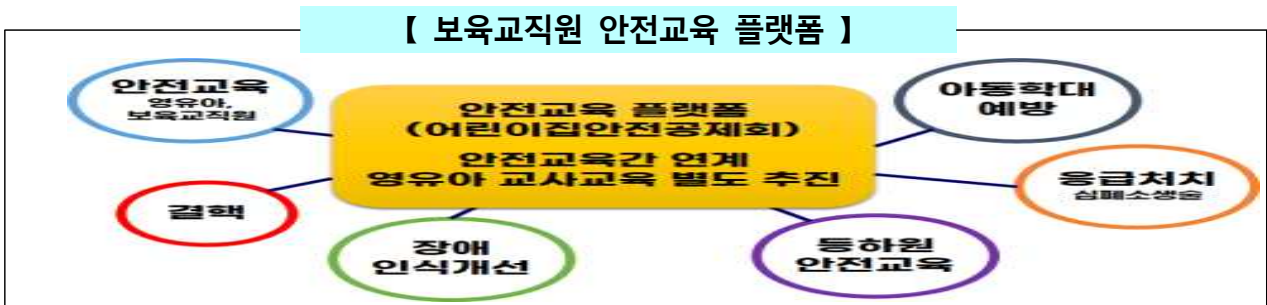 【 보육교직원 안전교육 플랫폼 】
안전교육
영유아,
보육교직원
안전교육 플랫폼
(어린이집안전공제회)
안전교육간 연계
영유아 교사교육 별도 추진
아동학대
예방
결핵
응급처치
심폐소생술
장애
인식개선
등하원
안전교육